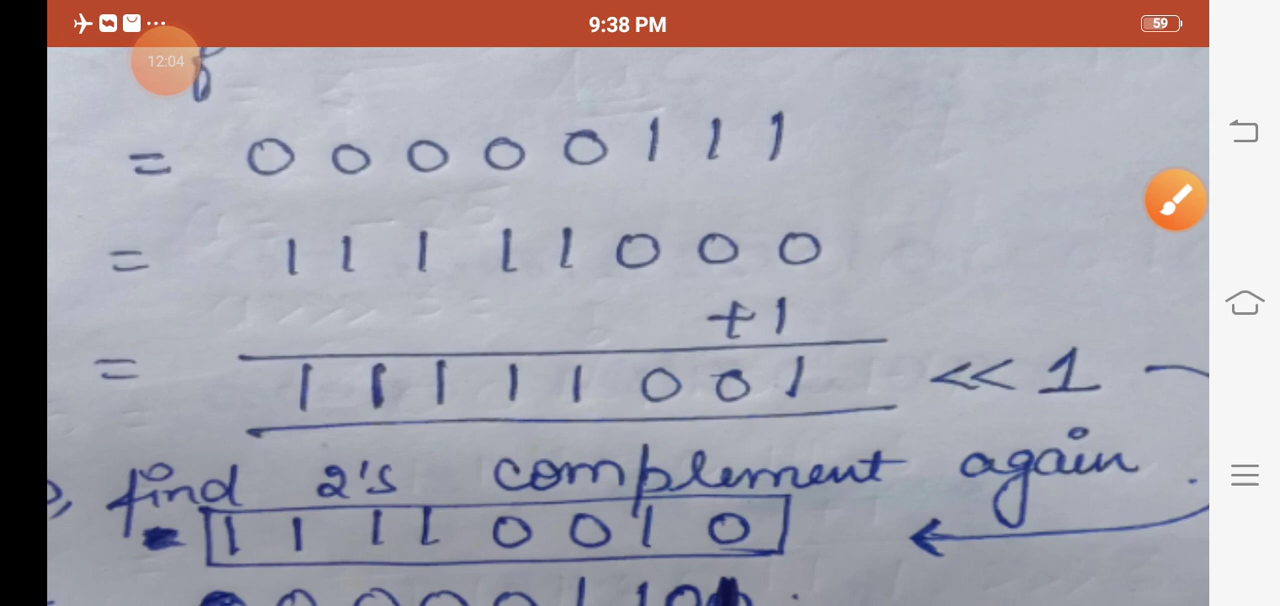 9:38 PM
59
12:04
= 0 0 0 0 0 1 1 1
= 1 1 1 1 1 0 0 0
+1
= 1 1 1 1 1 0 0 1 << 1
find 2's complement again.
1 1 1 1 0 0 1 0